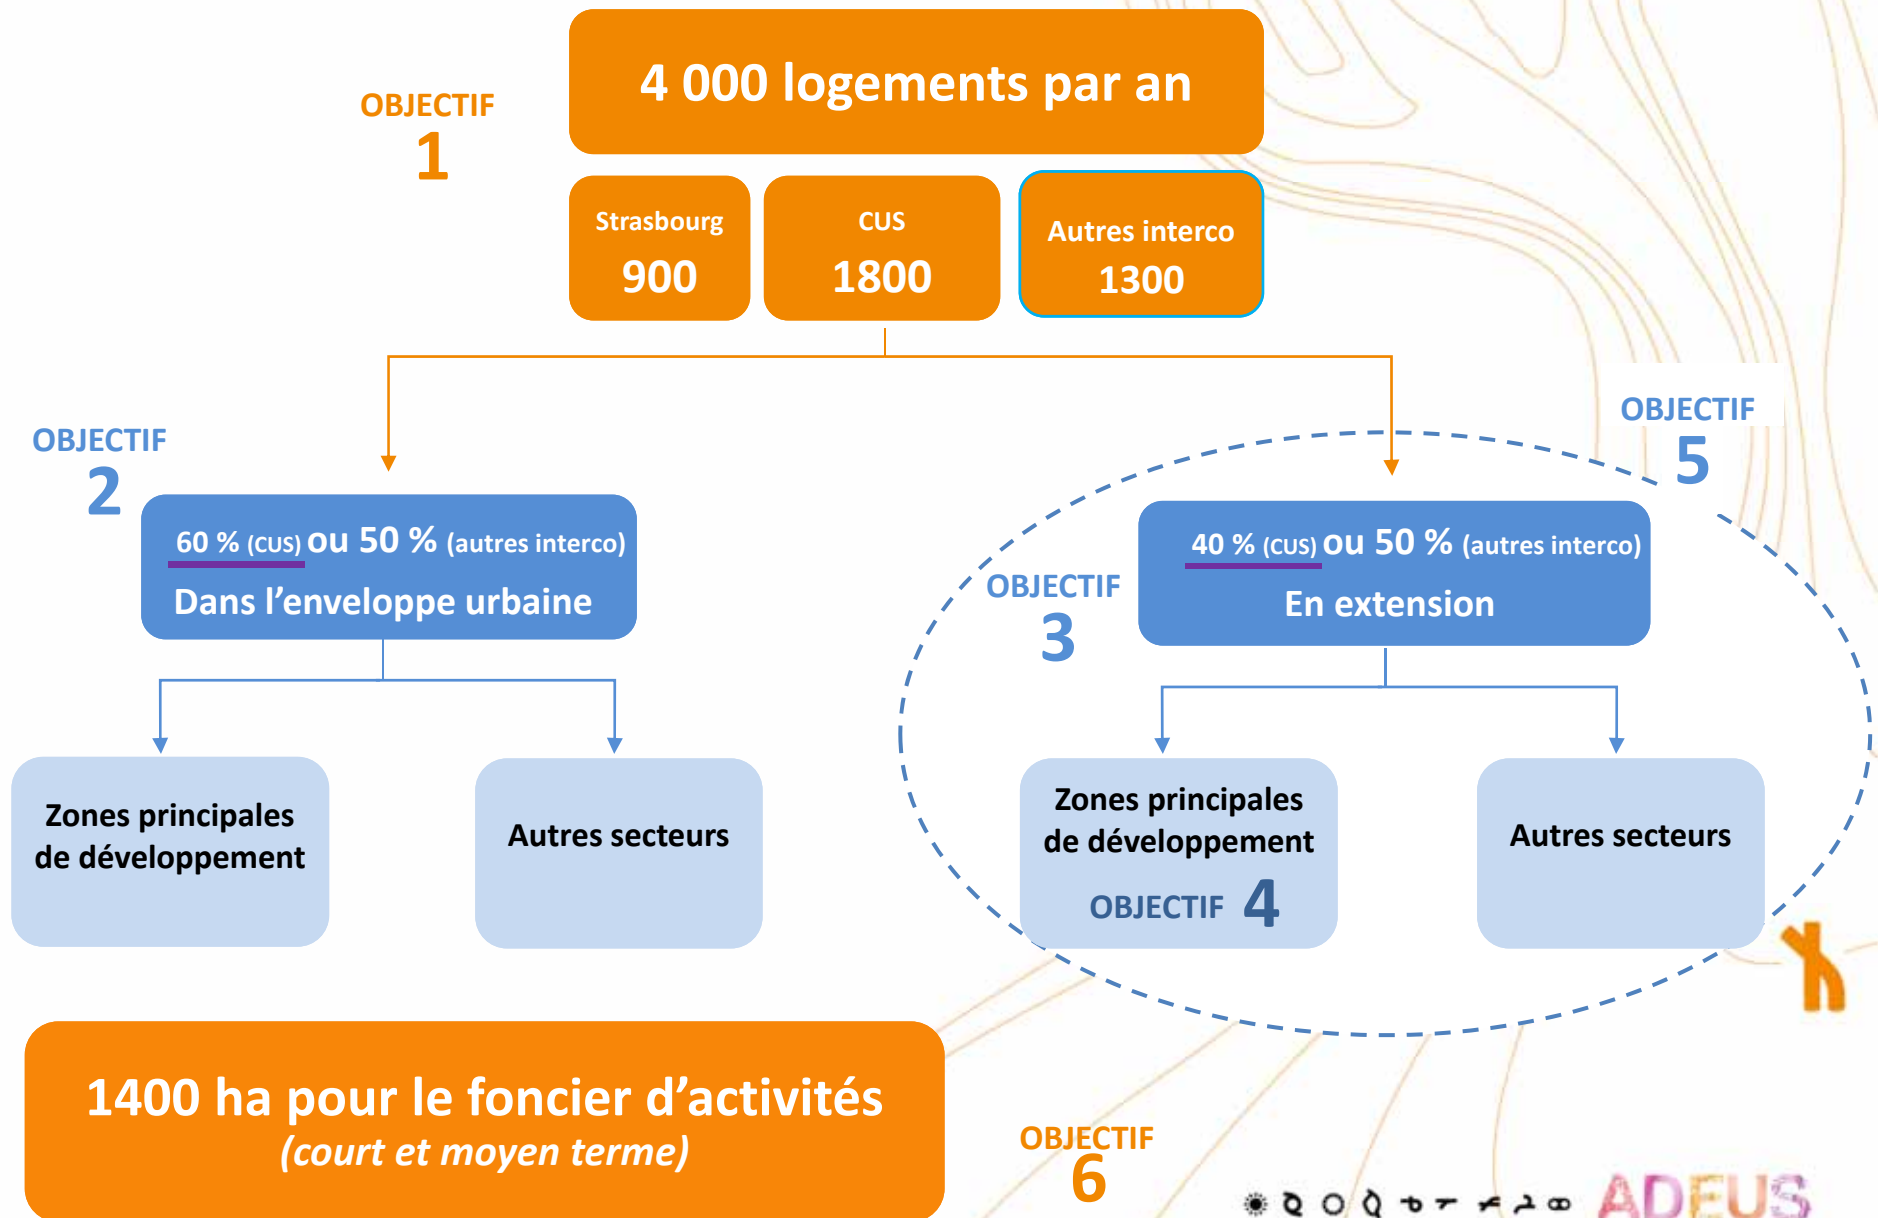 OBJECTIF
1
4 000 logements par an
Strasbourg
900
CUS
1800
Autres interco
1300
OBJECTIF
2
60 % (CUS) ou 50 % (autres interco)
Dans l’enveloppe urbaine
Zones principales
de développement
Autres secteurs
OBJECTIF
5
OBJECTIF
3
40 % (CUS) ou 50 % (autres interco)
En extension
Zones principales
de développement
OBJECTIF 4
Autres secteurs
1400 ha pour le foncier d’activités
(court et moyen terme)
OBJECTIF
6
ADEUS